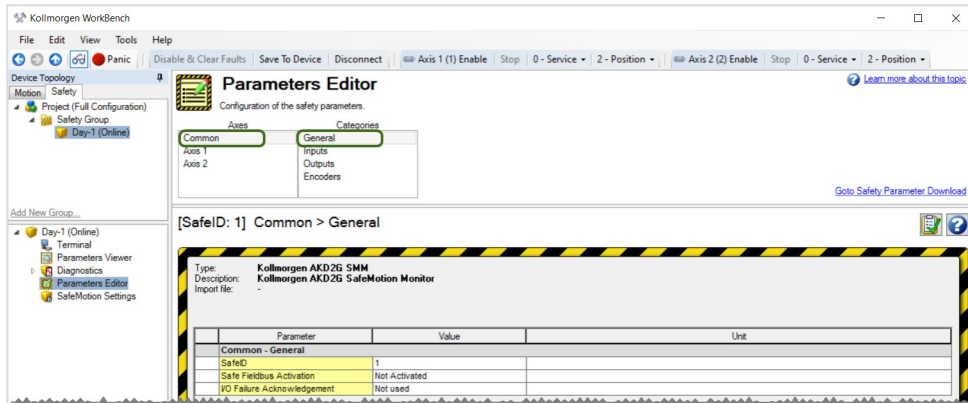 Kollmorgen WorkBench
File Edit View Tools Help
Panic Disable & Clear Faults Save To Device Disconnect Axis 1 (1) Enable Stop 0 - Service 2 - Position Axis 2 (2) Enable Stop 0 - Service 2 - Position
Device Topology
Motion Safety
Project (Full Configuration)
Safety Group
Day-1 (Online)
Add New Group...
Day-1 (Online)
Terminal
Parameters Viewer
Diagnostics
Parameters Editor
SafeMotion Settings
Parameters Editor
Learn more about this topic
Configuration of the safety parameters.
Axes Categories
Common General
Axis 1 Inputs
Axis 2 Outputs
Encoders
Goto Safety Parameter Download
[SafeID: 1] Common > General
Type: Kollmorgen AKD2G SMM
Description: Kollmorgen AKD2G SafeMotion Monitor
Import file: -
Parameter Value Unit
Common - General
SafeID 1
Safe Fieldbus Activation Not Activated
I/O Failure Acknowledgement Not used